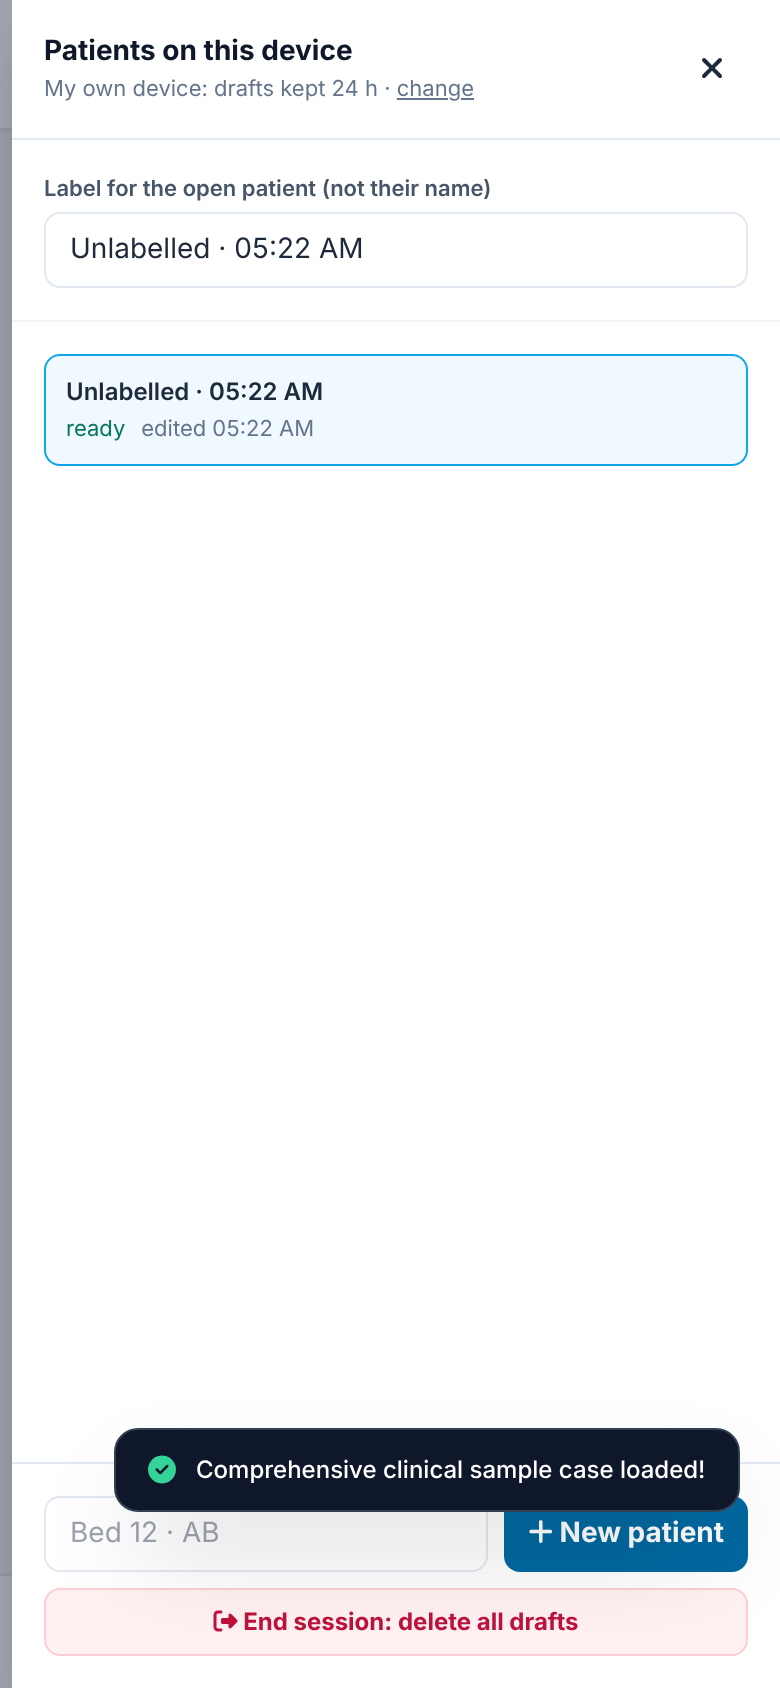 Patients on this device
My own device: drafts kept 24 h · change
Label for the open patient (not their name)
Unlabelled · 05:22 AM
Unlabelled · 05:22 AM
ready edited 05:22 AM
Comprehensive clinical sample case loaded!
Bed 12 · AB
+ New patient
End session: delete all drafts